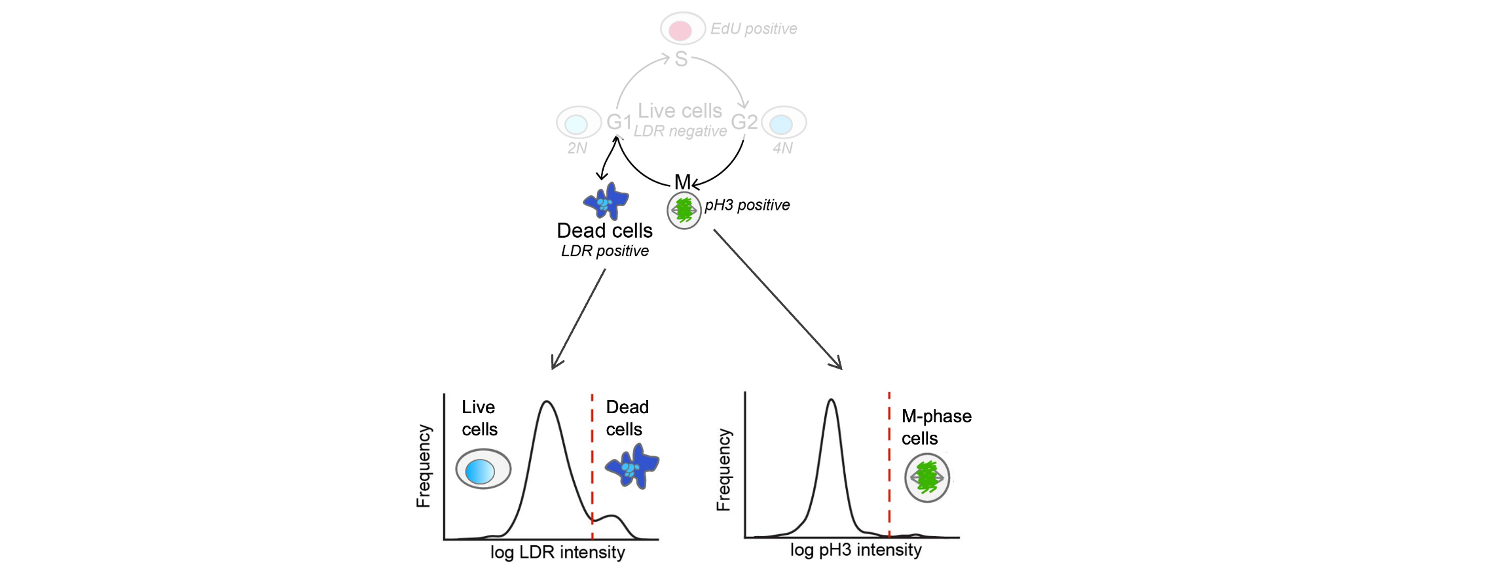 EdU positive
S
Live cells
G1 LDR negative G2
2N
4N
M
pH3 positive
Dead cells
LDR positive
Live
cells
Dead
cells
Frequency
log LDR intensity
M-phase
cells
Frequency
log pH3 intensity